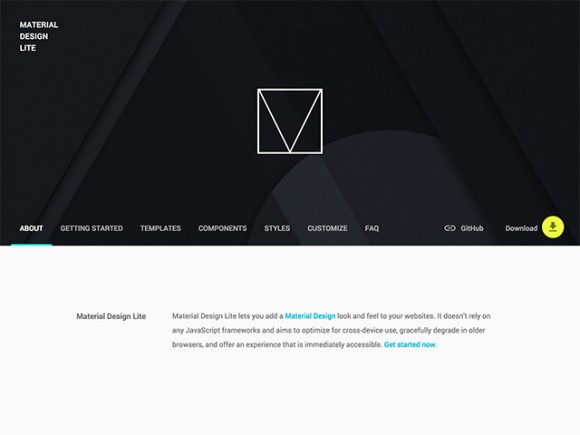 MATERIAL
DESIGN
LITE
ABOUT GETTING STARTED TEMPLATES COMPONENTS STYLES CUSTOMIZE FAQ GitHub Download
Material Design Lite
Material Design Lite lets you add a Material Design look and feel to your websites. It doesn't rely on
any JavaScript frameworks and aims to optimize for cross-device use, gracefully degrade in older
browsers, and offer an experience that is immediately accessible. Get started now.